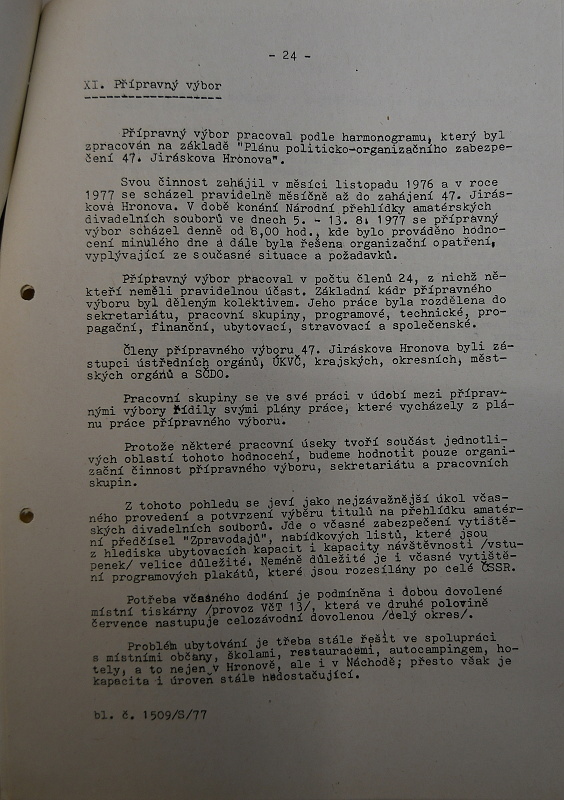 - 24 -
XI. Přípravný výbor
Přípravný výbor pracoval podle harmonogramu, který byl
zpracován na základě "Plánu politicko-organizačního zabezpe-
čení 47. Jiráskova Hronova".
Svou činnost zahájil v měsíci listopadu 1976 a v roce
1977 se scházel pravidelně měsíčně až do zahájení 47. Jirás-
kova Hronova. V době konání Národní přehlídky amatérských
divadelních souborů ve dnech 5. - 13. 8. 1977 se přípravný
výbor scházel denně od 8,00 hod., kde bylo prováděno hodno-
cení minulého dne a dále byla řešena organizační opatření,
vyplývající ze současné situace a požadavků.
Přípravný výbor pracoval v počtu členů 24, z nichž ně-
kteří neměli pravidelnou účast. Základní kádr přípravného
výboru byl děleným kolektivem. Jeho práce byla rozdělena do
sekretariátu, pracovní skupiny, programové, technické, pro-
pagační, finanční, ubytovací, stravovací a společenské.
Členy přípravného výboru 47. Jiráskova Hronova byli zá-
stupci ústředních orgánů, ÚKVČ, krajských, okresních, měst-
ských orgánů a SČDO.
Pracovní skupiny se ve své práci v údobí mezi příprav-
nými výbory řídily svými plány práce, které vycházely z plá-
nu práce přípravného výboru.
Protože některé pracovní úseky tvoří součást jednotli-
vých oblastí tohoto hodnocení, budeme hodnotit pouze organi-
zační činnost přípravného výboru, sekretariátu a pracovních
skupin.
Z tohoto pohledu se jeví jako nejzávažnější úkol včas-
ného provedení a potvrzení výběru titulů na přehlídku amatér-
ských divadelních souborů. Jde o včasné zabezpečení vytiště-
ní předčísel "Zpravodajů", nabídkových listů, které jsou
z hlediska ubytovacích kapacit i kapacity návštěvnosti /vstu-
penek/ velice důležité. Neméně důležité je i včasné vytiště-
ní programových plakátů, které jsou rozesílány po celé ČSSR.
Potřeba včasného dodání je podmíněna i dobou dovolené
místní tiskárny /provoz VčT 13/, která ve druhé polovině
července nastupuje celozávodní dovolenou /celý okres/.
Problém ubytování je třeba stále řešit ve spolupráci
s místními občany, školami, restauracemi, autocampingem, ho-
tely, a to nejen v Hronově, ale i v Náchodě; přesto však je
kapacita i úroveň stále nedostačující.
bl. č. 1509/S/77